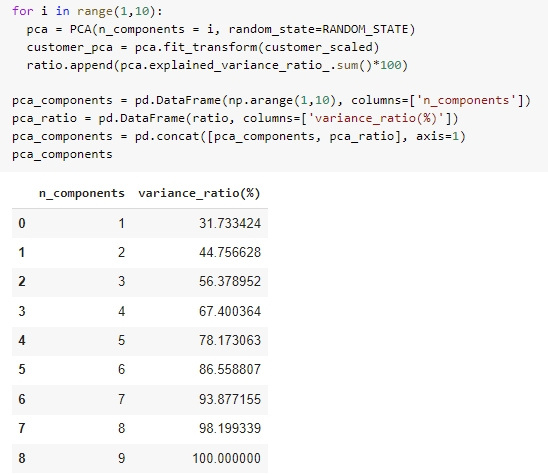 for i in range(1,10):
  pca = PCA(n_components = i, random_state=RANDOM_STATE)
  customer_pca = pca.fit_transform(customer_scaled)
  ratio.append(pca.explained_variance_ratio_.sum()*100)
pca_components = pd.DataFrame(np.arange(1,10), columns=['n_components'])
pca_ratio = pd.DataFrame(ratio, columns=['variance_ratio(%)'])
pca_components = pd.concat([pca_components, pca_ratio], axis=1)
pca_components
n_components variance_ratio(%)
0 1 31.733424
1 2 44.756628
2 3 56.378952
3 4 67.400364
4 5 78.173063
5 6 86.558807
6 7 93.877155
7 8 98.199339
8 9 100.000000